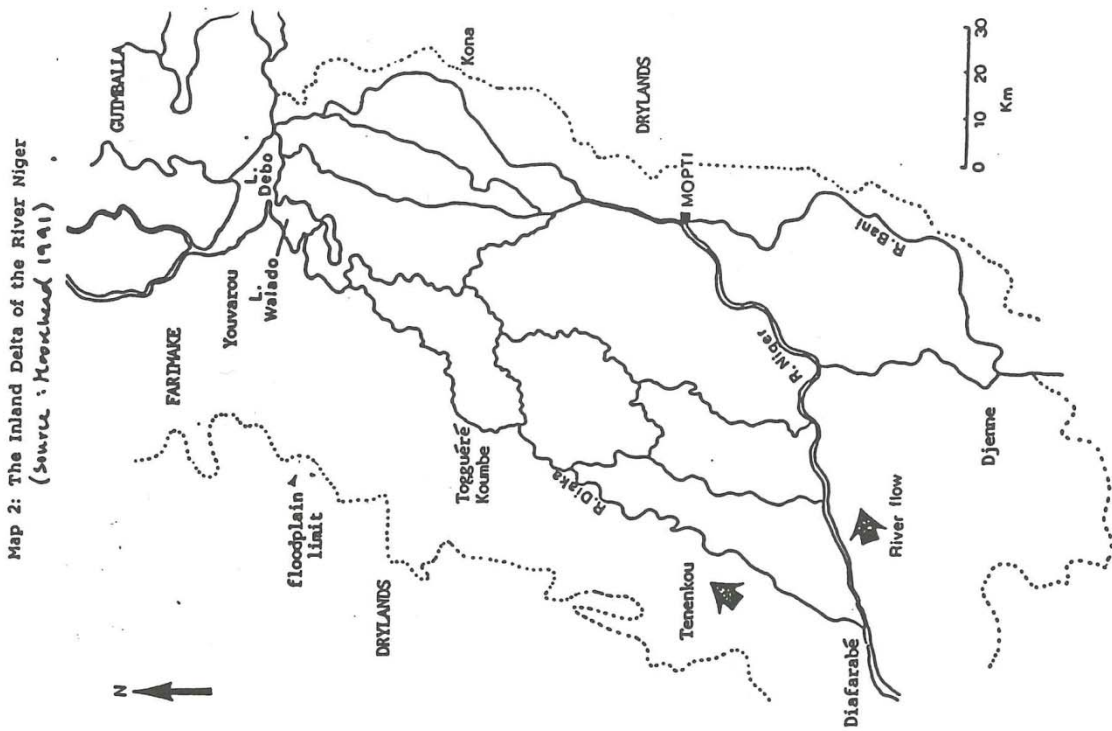 Map 2: The Inland Delta of the River Niger
(Source : Moorehead 1991)
N
GUIMBALLA
FARIMAKE
Youvarou
L.
Debo
L.
Walado
Kona
floodplain
limit
DRYLANDS
DRYLANDS
Togguéré
Koumbe
R.Diaka
MOPTI
R.Niger
R.Bani
Tenenkou
River flow
Diafarabé
Djenne
0 10 20 30
Km